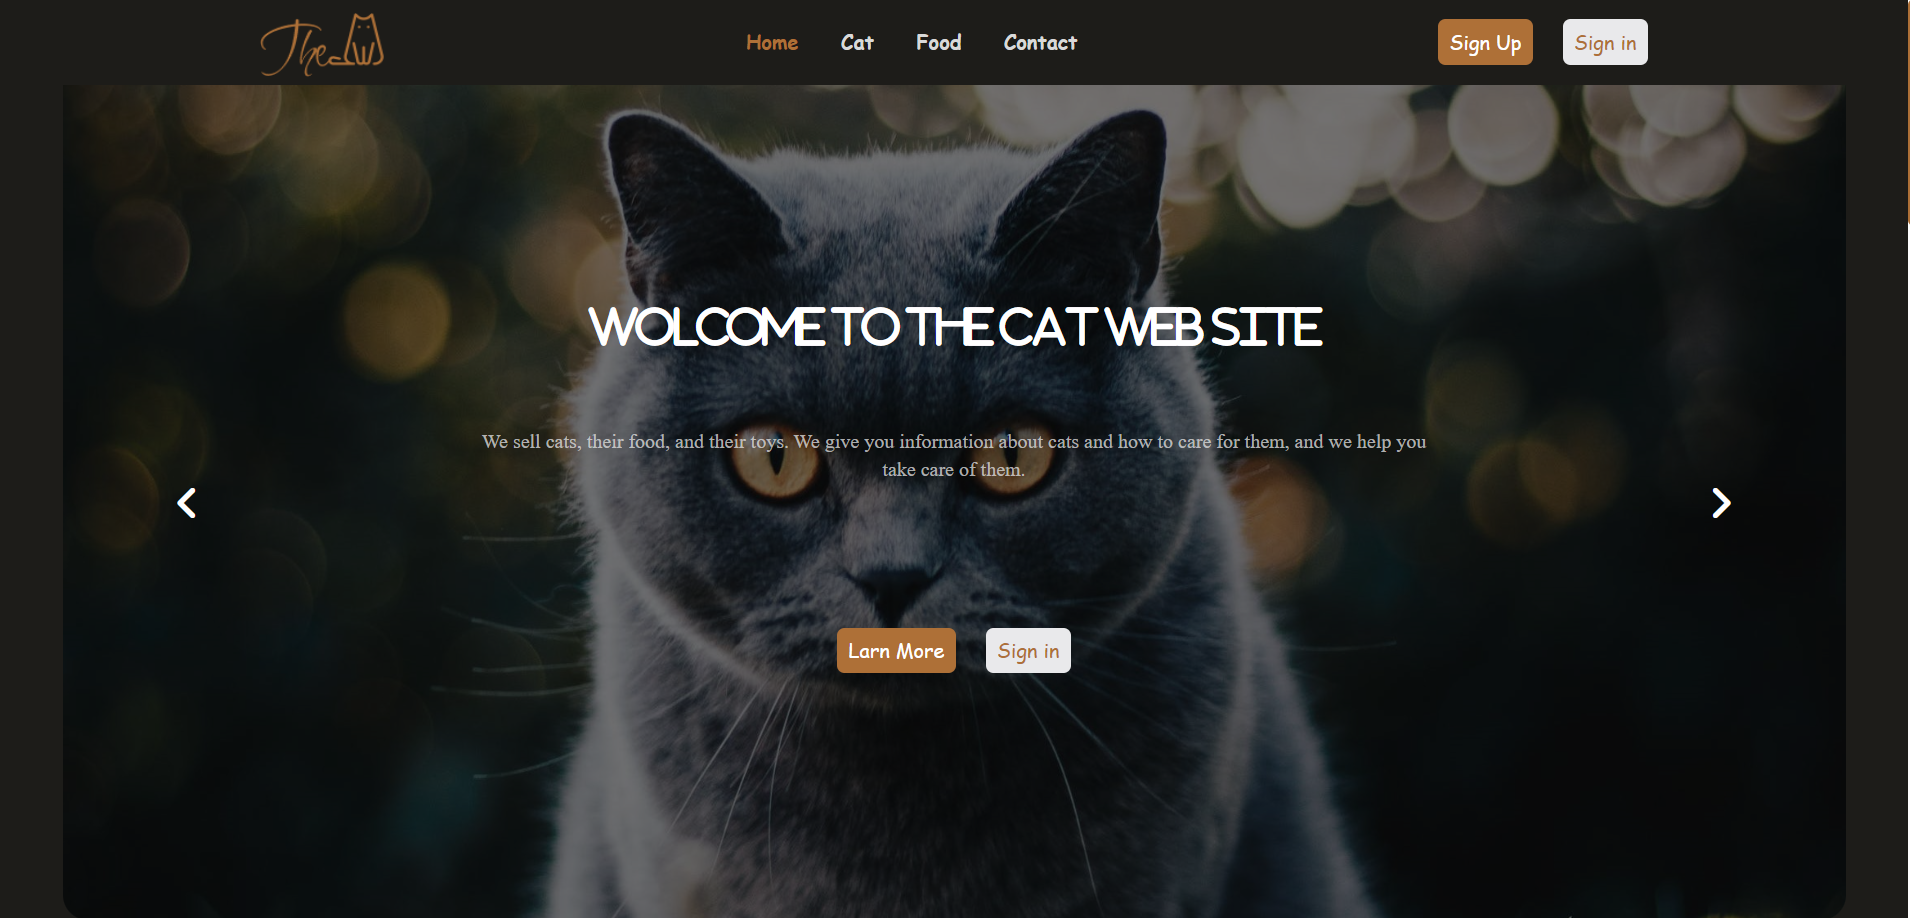 The
Home Cat Food Contact
Sign Up Sign in
WOLCOME TO THE CAT WEB SITE
We sell cats, their food, and their toys. We give you information about cats and how to care for them, and we help you
take care of them.
Larn More Sign in